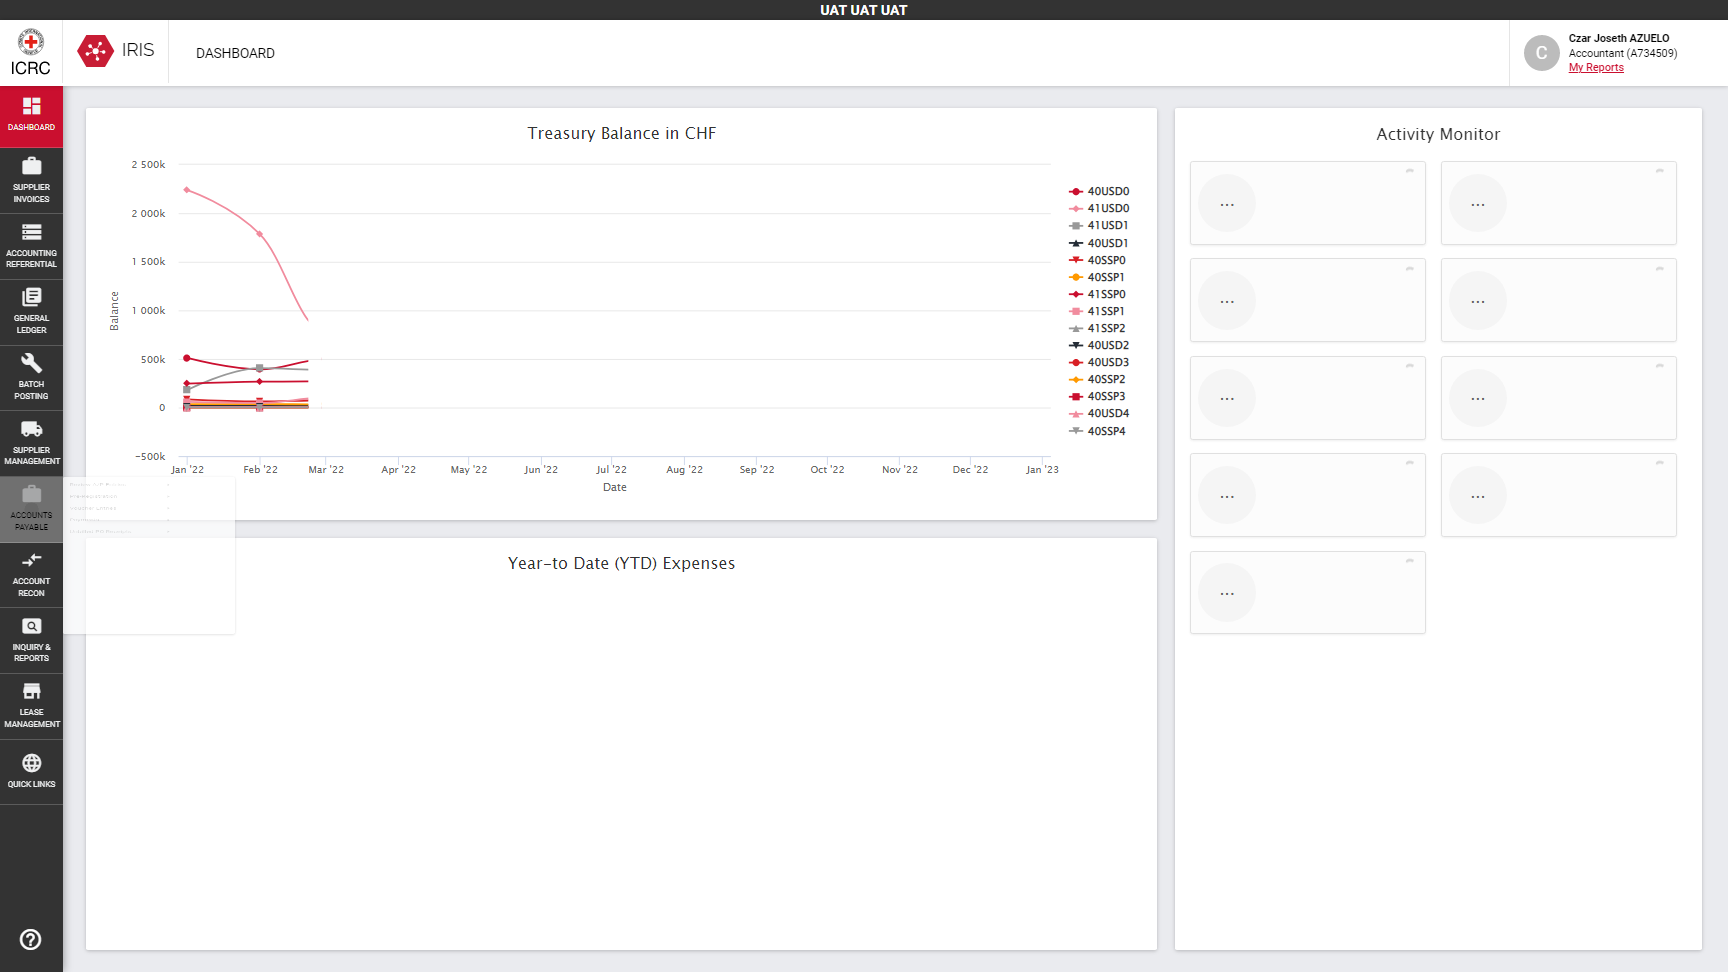 UAT UAT UAT
ICRC
IRIS
DASHBOARD
Czar Joseth AZUELO
Accountant (A734509)
My Reports
DASHBOARD
SUPPLIER
INVOICES
ACCOUNTING
REFERENTIAL
GENERAL
LEDGER
BATCH
POSTING
SUPPLIER
MANAGEMENT
ACCOUNTS
PAYABLE
ACCOUNT
RECON
INQUIRY &
REPORTS
LEASE
MANAGEMENT
QUICK LINKS
Treasury Balance in CHF
2 500k
2 000k
1 500k
1 000k
500k
0
-500k
Balance
Jan '22
Feb '22
Mar '22
Apr '22
May '22
Jun '22
Jul '22
Aug '22
Sep '22
Oct '22
Nov '22
Dec '22
Jan '23
Date
40USD0
41USD0
41USD1
40USD1
40SSP0
40SSP1
41SSP0
41SSP1
41SSP2
40USD2
40USD3
40SSP2
40SSP3
40USD4
40SSP4
Year-to Date (YTD) Expenses
Activity Monitor
...
...
...
...
...
...
...
...
...